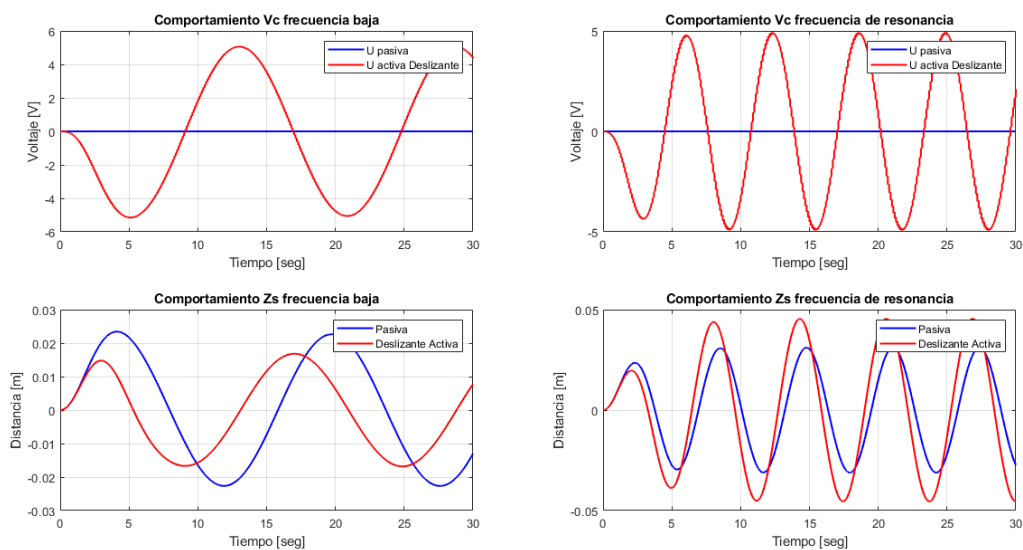 Comportamiento Vc frecuencia baja
6
4
2
0
-2
-4
-6
Voltaje [V]
U pasiva
U activa Deslizante
0 5 10 15 20 25 30
Tiempo [seg]
Comportamiento Vc frecuencia de resonancia
5
0
-5
Voltaje [V]
U pasiva
U activa Deslizante
0 5 10 15 20 25 30
Tiempo [seg]
Comportamiento Zs frecuencia baja
0.03
0.02
0.01
0
-0.01
-0.02
-0.03
Distancia [m]
Pasiva
Deslizante Activa
0 5 10 15 20 25 30
Tiempo [seg]
Comportamiento Zs frecuencia de resonancia
0.05
0
-0.05
Distancia [m]
Pasiva
Deslizante Activa
0 5 10 15 20 25 30
Tiempo [seg]